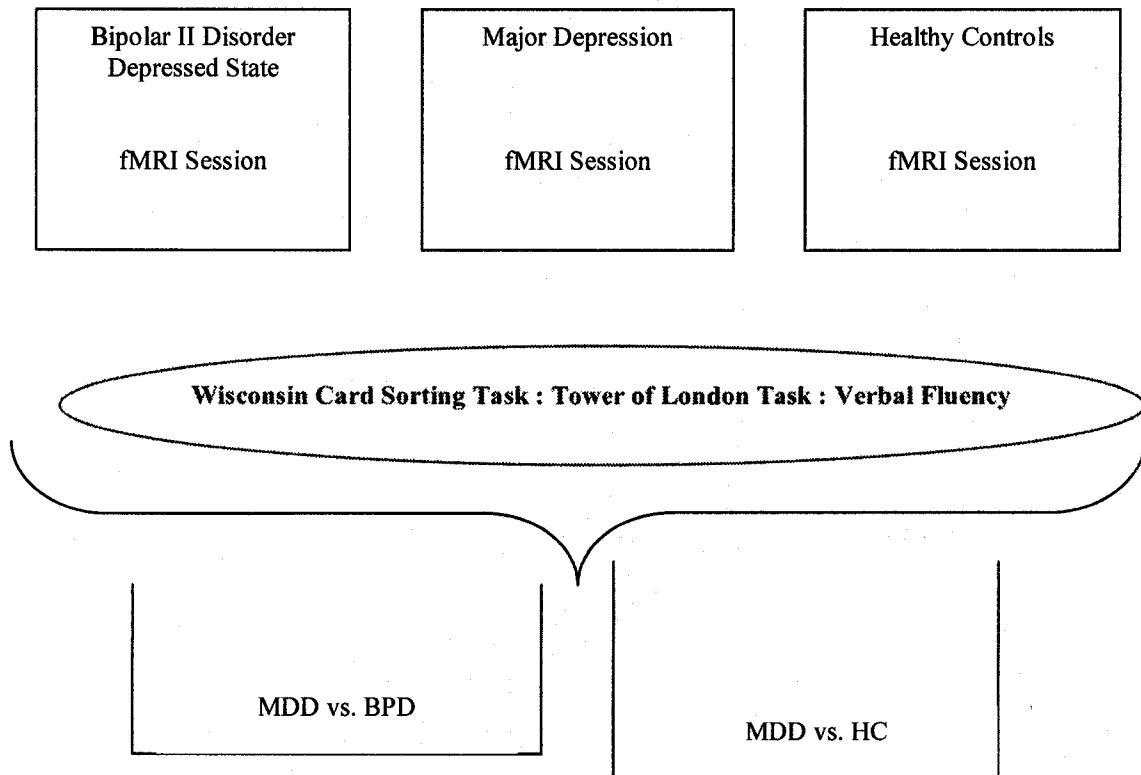 Bipolar II Disorder
Depressed State
fMRI Session
Major Depression
fMRI Session
Healthy Controls
fMRI Session
Wisconsin Card Sorting Task : Tower of London Task : Verbal Fluency
MDD vs. BPD
MDD vs. HC